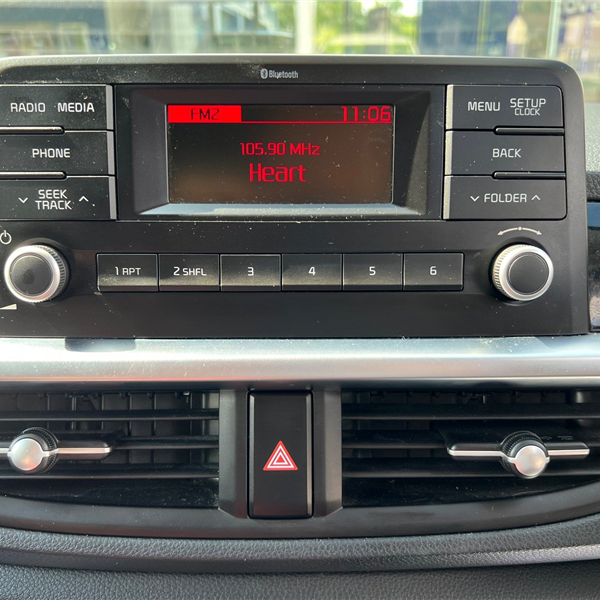 Bluetooth
RADIO MEDIA
FM2 11:06
MENU SETUP
CLOCK
PHONE
105.90 MHz
BACK
Heart
SEEK
TRACK
FOLDER
1 RPT 2 SHFL 3 4 5 6